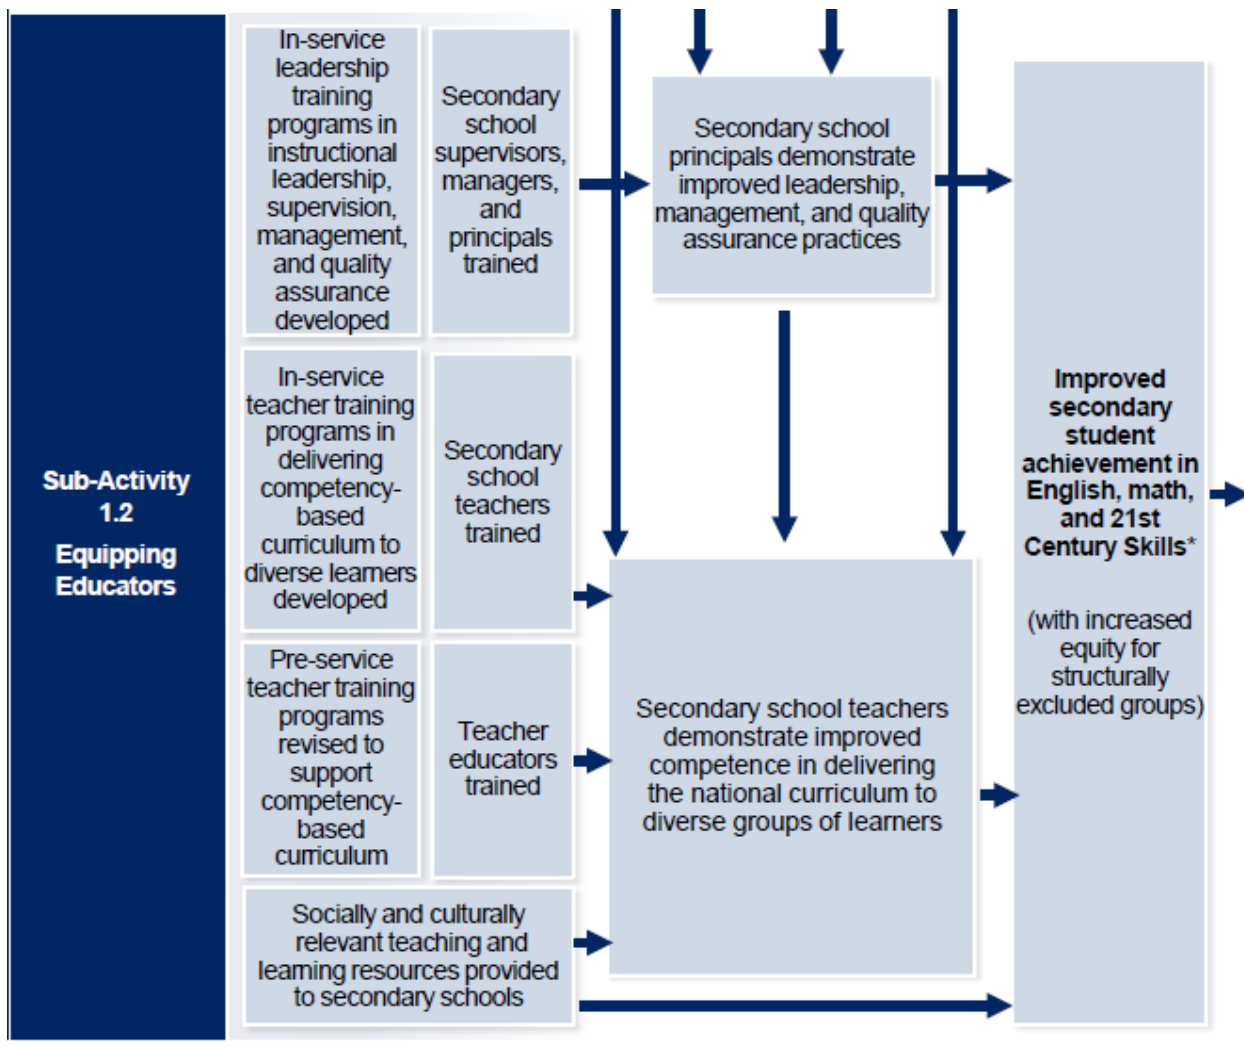 Sub-Activity
1.2
Equipping
Educators
In-service
leadership
training
programs in
instructional
leadership,
supervision,
management,
and quality
assurance
developed
Secondary
school
supervisors,
managers,
and
principals
trained
Secondary school
principals demonstrate
improved leadership,
management, and quality
assurance practices
In-service
teacher training
programs in
delivering
competency-
based
curriculum to
diverse learners
developed
Secondary
school
teachers
trained
Pre-service
teacher training
programs
revised to
support
competency-
based
curriculum
Teacher
educators
trained
Socially and culturally
relevant teaching and
learning resources provided
to secondary schools
Secondary school teachers
demonstrate improved
competence in delivering
the national curriculum to
diverse groups of learners
Improved
secondary
student
achievement in
English, math,
and 21st
Century Skills*
(with increased
equity for
structurally
excluded groups)